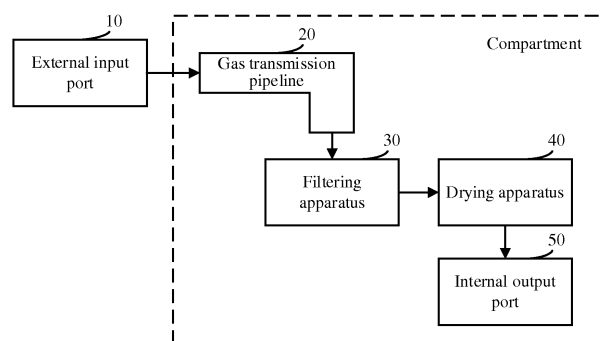 10
External input
port
20
Gas transmission
pipeline
Compartment
30
Filtering
apparatus
40
Drying apparatus
50
Internal output
port